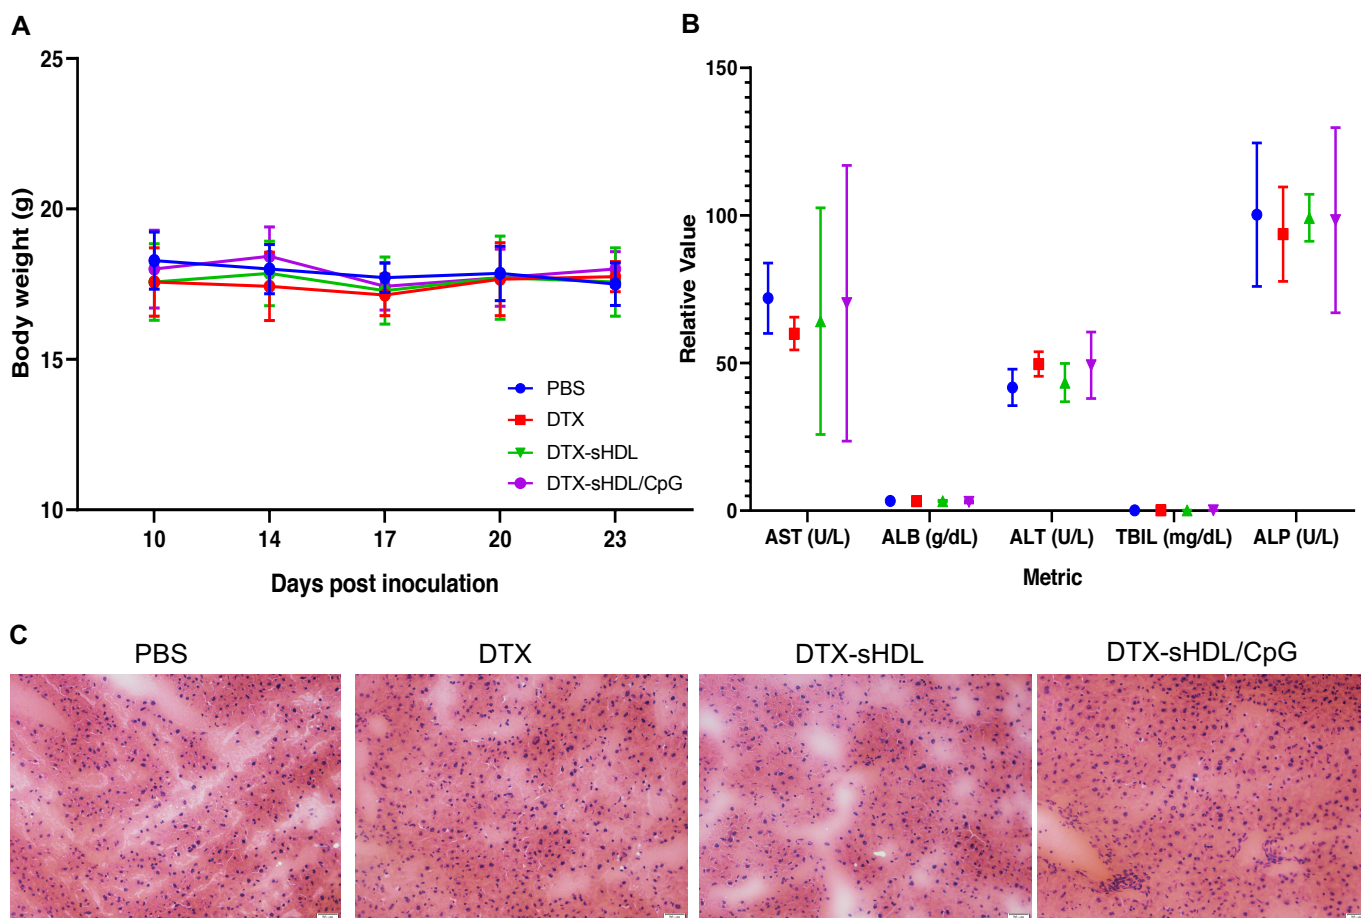 A
Body weight (g)
25
20
15
10
10 14 17 20 23
Days post inoculation
PBS
DTX
DTX-sHDL
DTX-sHDL/CpG
B
Relative Value
150
100
50
0
AST (U/L) ALB (g/dL) ALT (U/L) TBIL (mg/dL) ALP (U/L)
Metric
C
PBS DTX DTX-sHDL DTX-sHDL/CpG